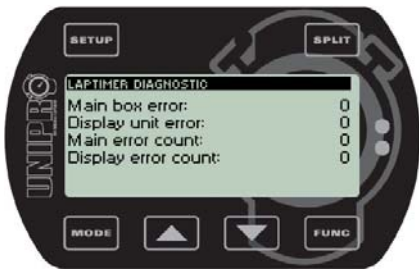 SETUP
SPLIT
LAPTIMER DIAGNOSTIC
Main box error: 0
Display unit error: 0
Main error count: 0
Display error count: 0
UNIPRO
MODE
FUNC